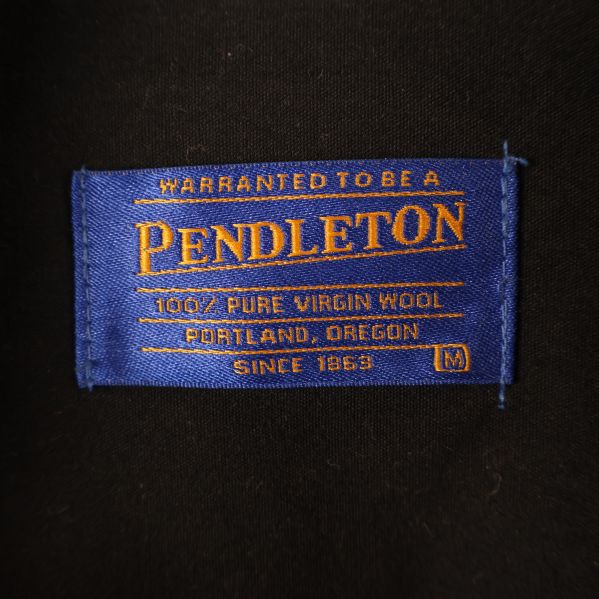 WARRANTED TO BE A
PENDLETON
100% PURE VIRGIN WOOL
PORTLAND, OREGON
SINCE 1863 M